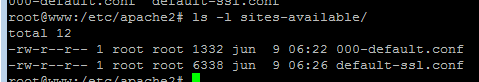 000-default.conf  default-ssl.conf
root@www:/etc/apache2# ls -l sites-available/
total 12
-rw-r--r-- 1 root root 1332 jun  9 06:22 000-default.conf
-rw-r--r-- 1 root root 6338 jun  9 06:26 default-ssl.conf
root@www:/etc/apache2#